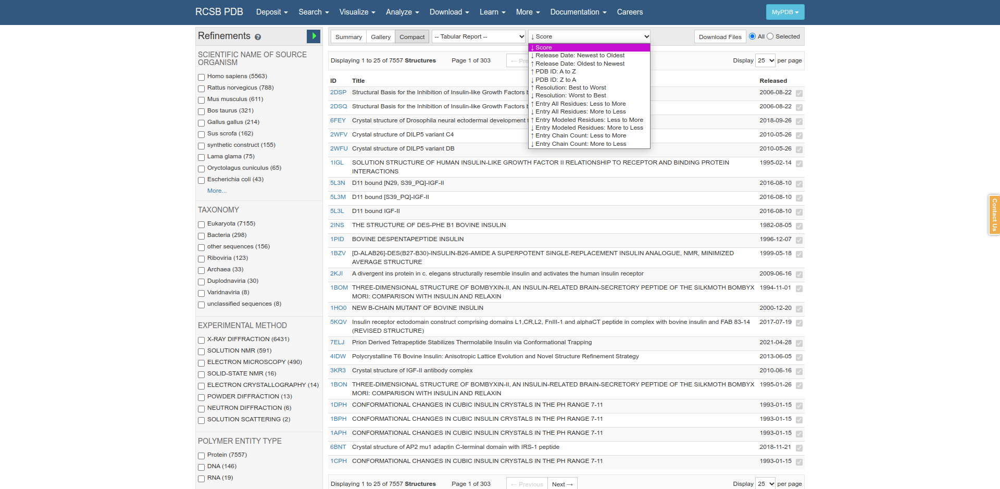 RCSB PDB Deposit Search Visualize Analyze Download Learn More Documentation Careers MyPDB
Refinements ?
SCIENTIFIC NAME OF SOURCE
ORGANISM
Homo sapiens (5563)
Rattus norvegicus (788)
Mus musculus (611)
Bos taurus (321)
Gallus gallus (214)
Sus scrofa (162)
synthetic construct (155)
Lama glama (75)
Oryctolagus cuniculus (65)
Escherichia coli (43)
More...
TAXONOMY
Eukaryota (7155)
Bacteria (298)
other sequences (156)
Riboviria (123)
Archaea (33)
Duplodnaviria (30)
Varidnaviria (8)
unclassified sequences (8)
EXPERIMENTAL METHOD
X-RAY DIFFRACTION (6431)
SOLUTION NMR (591)
ELECTRON MICROSCOPY (490)
SOLID-STATE NMR (16)
ELECTRON CRYSTALLOGRAPHY (14)
POWDER DIFFRACTION (13)
NEUTRON DIFFRACTION (6)
SOLUTION SCATTERING (2)
POLYMER ENTITY TYPE
Protein (7557)
DNA (146)
RNA (19)
Summary Gallery Compact -- Tabular Report -- ↓ Score Download Files All Selected
↓ Score
↓ Release Date: Newest to Oldest
↑ Release Date: Oldest to Newest
↑ PDB ID: A to Z
↓ PDB ID: Z to A
↑ Resolution: Best to Worst
↓ Resolution: Worst to Best
↑ Entry All Residues: Less to More
↓ Entry All Residues: More to Less
↑ Entry Modeled Residues: Less to More
↓ Entry Modeled Residues: More to Less
↑ Entry Chain Count: Less to More
↓ Entry Chain Count: More to Less
Displaying 1 to 25 of 7557 Structures Page 1 of 303 ← Pre Display 25 per page
ID Title Released
2DSP Structural Basis for the Inhibition of Insulin-like Growth Factors 2006-08-22
2DSQ Structural Basis for the Inhibition of Insulin-like Growth Factors 2006-08-22
6FEY Crystal structure of Drosophila neural ectodermal development 2018-09-26
2WFV Crystal structure of DILP5 variant C4 2010-05-26
2WFU Crystal structure of DILP5 variant DB 2010-05-26
1IGL SOLUTION STRUCTURE OF HUMAN INSULIN-LIKE GROWTH FACTOR II RELATIONSHIP TO RECEPTOR AND BINDING PROTEIN 1995-02-14
INTERACTIONS
5L3N D11 bound [N29, S39_PQ]-IGF-II 2016-08-10
5L3M D11 bound [S39_PQ]-IGF-II 2016-08-10
5L3L D11 bound IGF-II 2016-08-10
2INS THE STRUCTURE OF DES-PHE B1 BOVINE INSULIN 1982-08-05
1PID BOVINE DESPENTAPEPTIDE INSULIN 1996-12-07
1BZV [D-ALAB26]-DES(B27-B30)-INSULIN-B26-AMIDE A SUPERPOTENT SINGLE-REPLACEMENT INSULIN ANALOGUE, NMR, MINIMIZED 1999-05-18
AVERAGE STRUCTURE
2KJI A divergent ins protein in c. elegans structurally resemble insulin and activates the human insulin receptor 2009-06-16
1BOM THREE-DIMENSIONAL STRUCTURE OF BOMBYXIN-II, AN INSULIN-RELATED BRAIN-SECRETORY PEPTIDE OF THE SILKMOTH BOMBYX 1994-11-01
MORI: COMPARISON WITH INSULIN AND RELAXIN
1HO0 NEW B-CHAIN MUTANT OF BOVINE INSULIN 2000-12-20
5KQV Insulin receptor ectodomain construct comprising domains L1,CR,L2, FnIII-1 and alphaCT peptide in complex with bovine insulin and FAB 83-14 2017-07-19
(REVISED STRUCTURE)
7ELJ Prion Derived Tetrapeptide Stabilizes Thermolabile Insulin via Conformational Trapping 2021-04-28
4IDW Polycrystalline T6 Bovine Insulin: Anisotropic Lattice Evolution and Novel Structure Refinement Strategy 2013-06-05
3KR3 Crystal structure of IGF-II antibody complex 2010-06-16
1BON THREE-DIMENSIONAL STRUCTURE OF BOMBYXIN-II, AN INSULIN-RELATED BRAIN-SECRETORY PEPTIDE OF THE SILKMOTH BOMBYX 1995-01-26
MORI: COMPARISON WITH INSULIN AND RELAXIN
1DPH CONFORMATIONAL CHANGES IN CUBIC INSULIN CRYSTALS IN THE PH RANGE 7-11 1993-01-15
1BPH CONFORMATIONAL CHANGES IN CUBIC INSULIN CRYSTALS IN THE PH RANGE 7-11 1993-01-15
1APH CONFORMATIONAL CHANGES IN CUBIC INSULIN CRYSTALS IN THE PH RANGE 7-11 1993-01-15
6BNT Crystal structure of AP2 mu1 adaptin C-terminal domain with IRS-1 peptide 2018-11-21
1CPH CONFORMATIONAL CHANGES IN CUBIC INSULIN CRYSTALS IN THE PH RANGE 7-11 1993-01-15
Displaying 1 to 25 of 7557 Structures Page 1 of 303 ← Previous Next → Display 25 per page
Contact Us